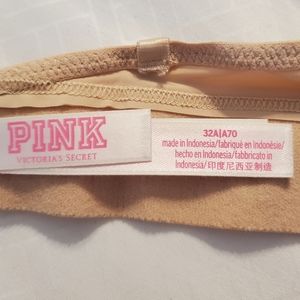 PINK
VICTORIA'S SECRET
32A|A70
made in Indonesia/fabriqué en Indonésie/
hecho en Indonesia/fabbricato in
Indonesia/印度尼西亚制造